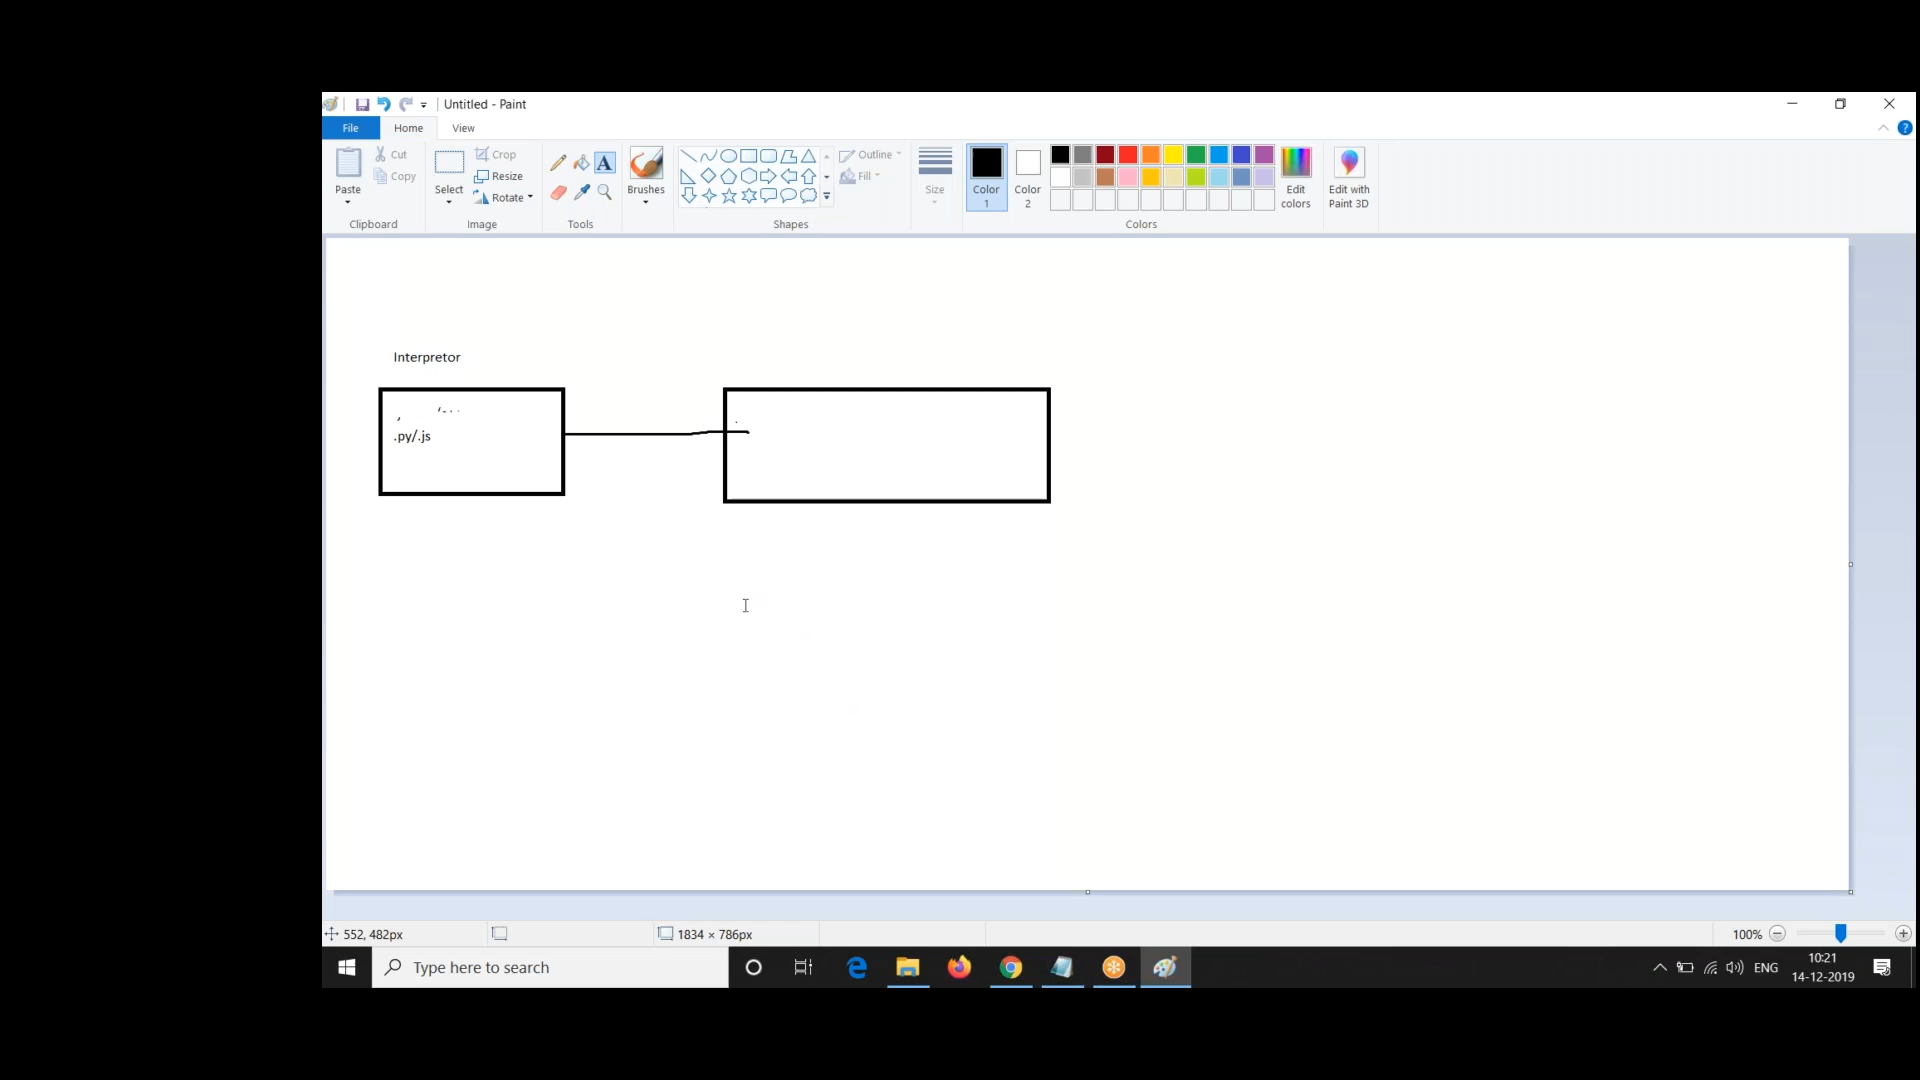 Untitled - Paint
File Home View
Cut
Copy
Paste
Clipboard
Crop
Resize
Rotate
Select
Image
Tools
Brushes
Outline
Fill
Shapes
Size
Color 1
Color 2
Edit colors
Colors
Edit with Paint 3D
Interpretor
.py/.js
552, 482px
1834 × 786px
100%
Type here to search
ENG
10:21
14-12-2019